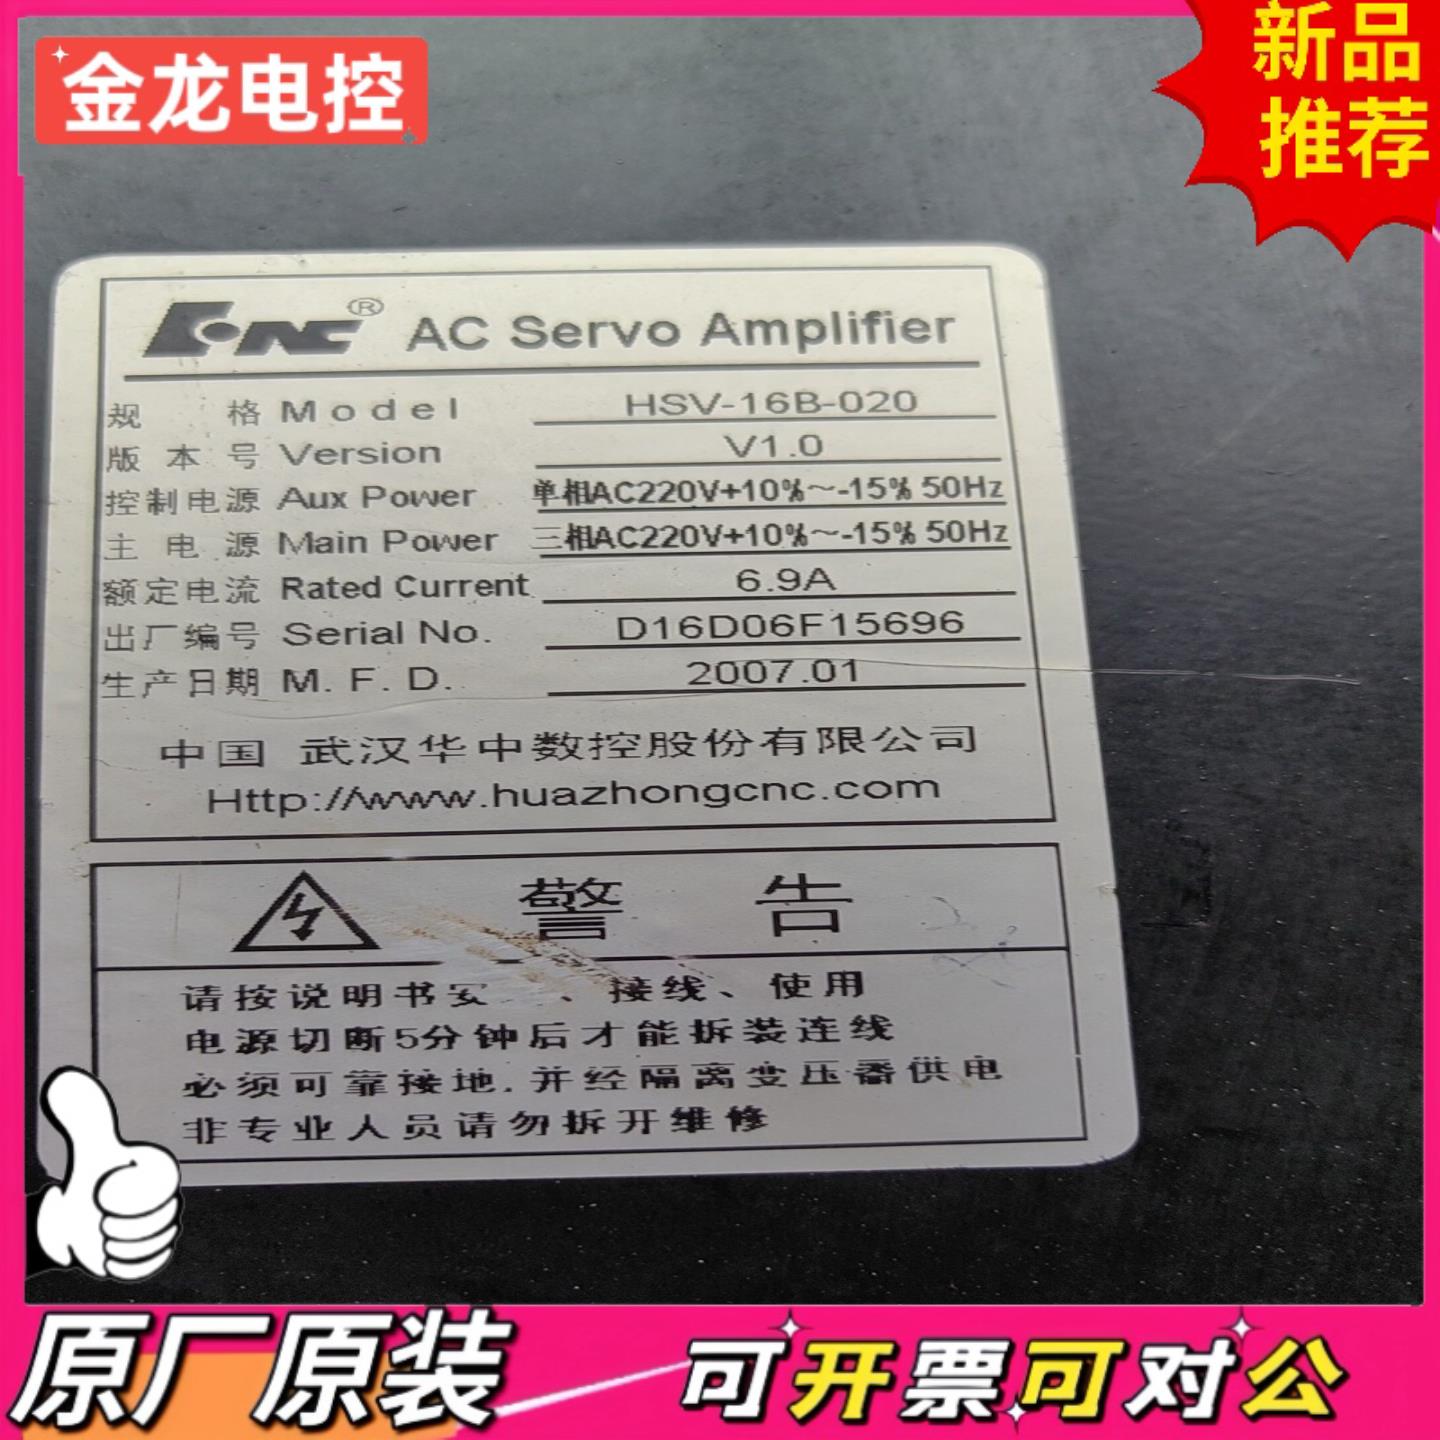 金龙电控
新品
推荐
NC® AC Servo Amplifier
规格 Model HSV-16B-020
版本号 Version V1.0
控制电源 Aux Power 单相AC220V+10%～-15% 50Hz
主电源 Main Power 三相AC220V+10%～-15% 50Hz
额定电流 Rated Current 6.9A
出厂编号 Serial No. D16D06F15696
生产日期 M.F.D. 2007.01
中国 武汉华中数控股份有限公司
Http://www.huazhongcnc.com
警告
请按说明书安、接线、使用
电源切断5分钟后才能拆装连线
必须可靠接地,并经隔离变压器供电
非专业人员请勿拆开维修
原厂原装
可开票可对公